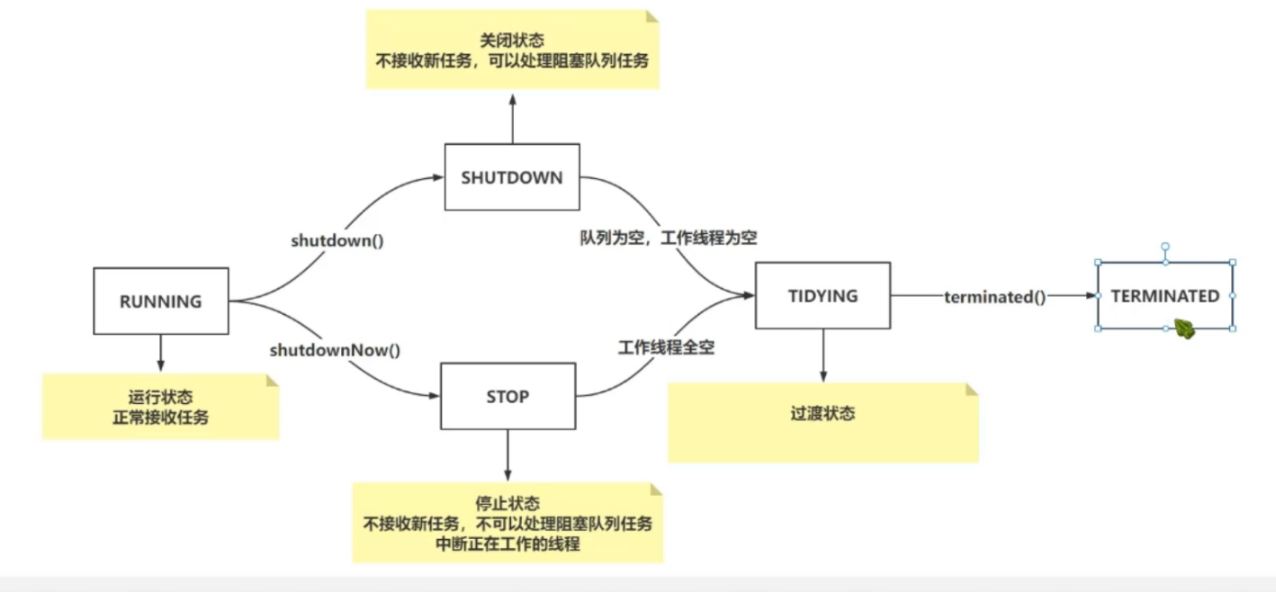 关闭状态
不接收新任务，可以处理阻塞队列任务
SHUTDOWN
shutdown()
队列为空，工作线程为空
RUNNING
TIDYING
terminated()
TERMINATED
shutdownNow()
工作线程全空
运行状态
正常接收任务
STOP
过渡状态
停止状态
不接收新任务，不可以处理阻塞队列任务
中断正在工作的线程